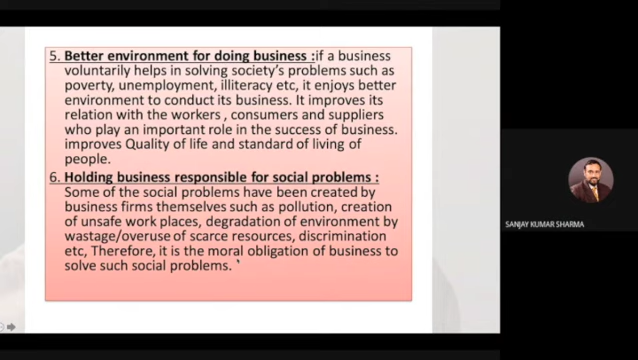 5. Better environment for doing business :if a business
voluntarily helps in solving society's problems such as
poverty, unemployment, illiteracy etc, it enjoys better
environment to conduct its business. It improves its
relation with the workers , consumers and suppliers
who play an important role in the success of business.
improves Quality of life and standard of living of
people.
6. Holding business responsible for social problems :
Some of the social problems have been created by
business firms themselves such as pollution, creation
of unsafe work places, degradation of environment by
wastage/overuse of scarce resources, discrimination
etc, Therefore, it is the moral obligation of business to
solve such social problems.
SANJAY KUMAR SHARMA